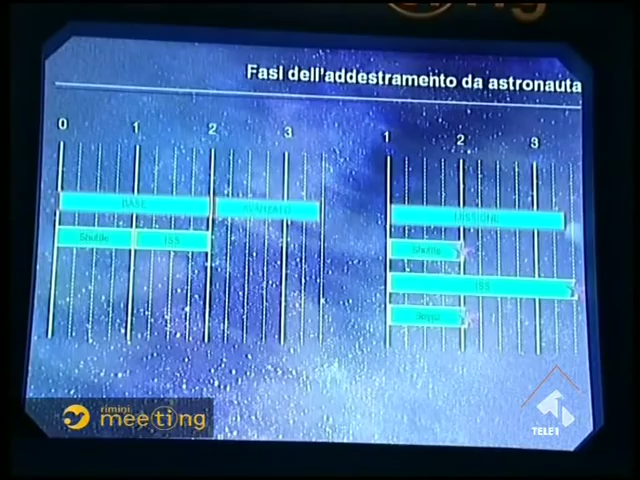 Fasi dell'addestramento da astronauta
0 1 2 3
1 2 3
BASE AVANZATO
MISSIONE
Shuttle ISS
Shuttle
ISS
Soyuz
rimini
meeting
TELE1